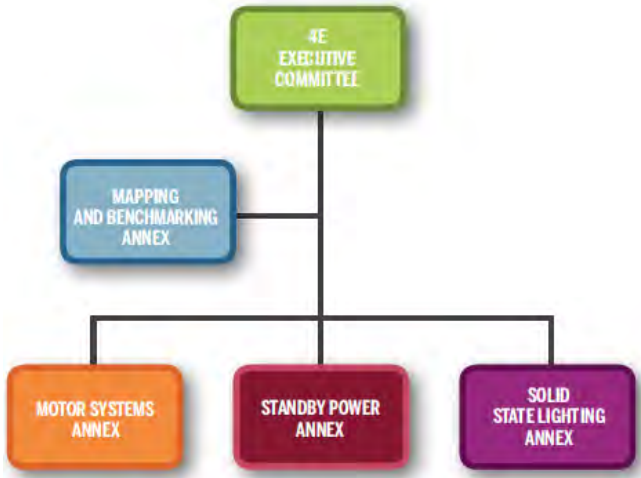 4E
EXECUTIVE
COMMITTEE
MAPPING
AND BENCHMARKING
ANNEX
MOTOR SYSTEMS
ANNEX
STANDBY POWER
ANNEX
SOLID
STATE LIGHTING
ANNEX